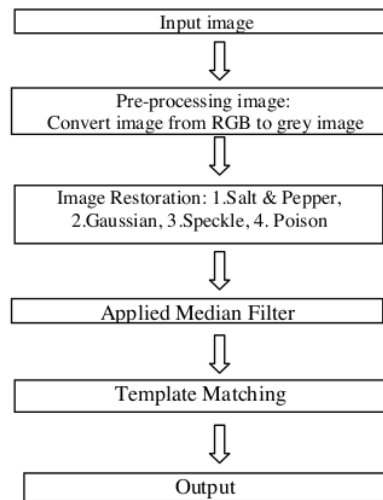 Input image
Pre-processing image:
Convert image from RGB to grey image
Image Restoration: 1.Salt & Pepper,
2.Gaussian, 3.Speckle, 4. Poison
Applied Median Filter
Template Matching
Output